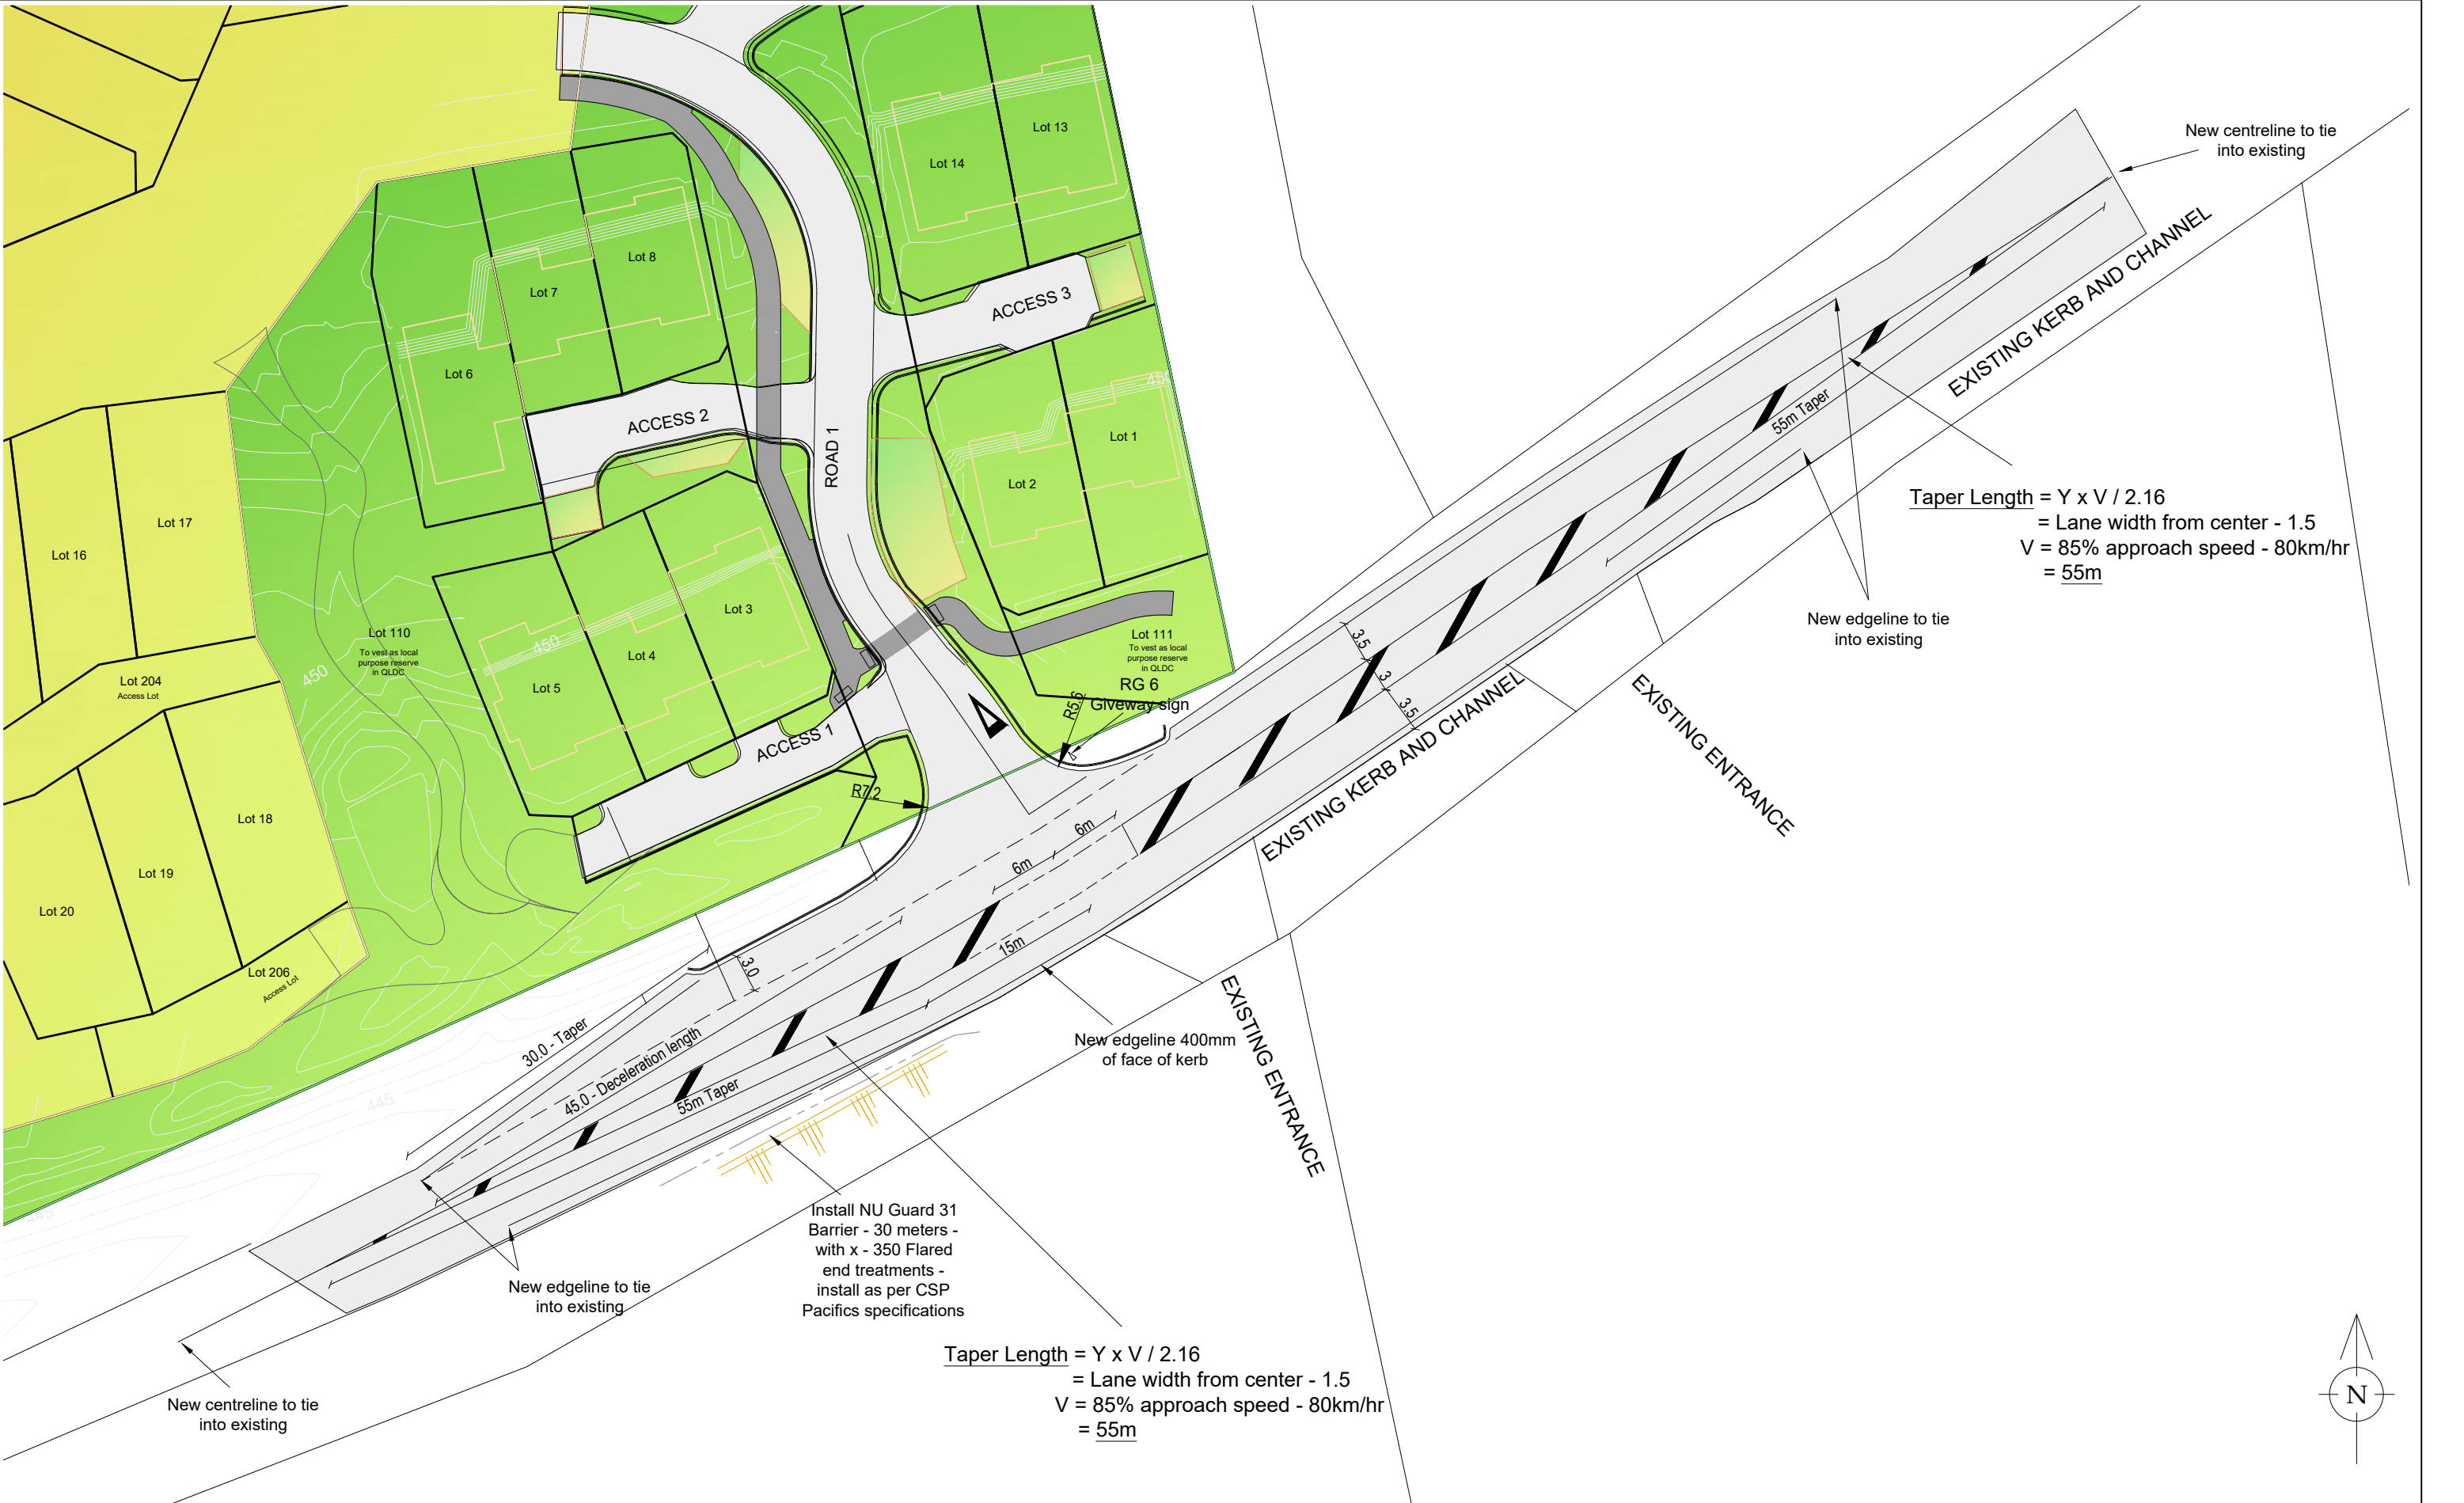 New centreline to tie
into existing
Lot 13
Lot 14
Lot 8
Lot 7
Lot 6
ACCESS 3
ACCESS 2
ROAD 1
Lot 1
Lot 2
450
EXISTING KERB AND CHANNEL
55m Taper
Taper Length = Y x V / 2.16
= Lane width from center - 1.5
V = 85% approach speed - 80km/hr
= 55m
New edgeline to tie
into existing
Lot 17
Lot 16
Lot 3
Lot 4
Lot 5
450
Lot 110
To vest as local
purpose reserve
in QLDC
450
Lot 204
Access Lot
Lot 111
To vest as local
purpose reserve
in QLDC
RG 6
Giveway sign
R5.6
3.5
3
3.5
EXISTING KERB AND CHANNEL
EXISTING ENTRANCE
ACCESS 1
R7.2
Lot 18
Lot 19
Lot 20
Lot 206
Access Lot
6m
6m
15m
3.0
30.0 - Taper
45.0 - Deceleration length
55m Taper
New edgeline 400mm
of face of kerb
EXISTING ENTRANCE
445
445
Install NU Guard 31
Barrier - 30 meters -
with x - 350 Flared
end treatments -
install as per CSP
Pacifics specifications
New edgeline to tie
into existing
New centreline to tie
into existing
Taper Length = Y x V / 2.16
= Lane width from center - 1.5
V = 85% approach speed - 80km/hr
= 55m
N